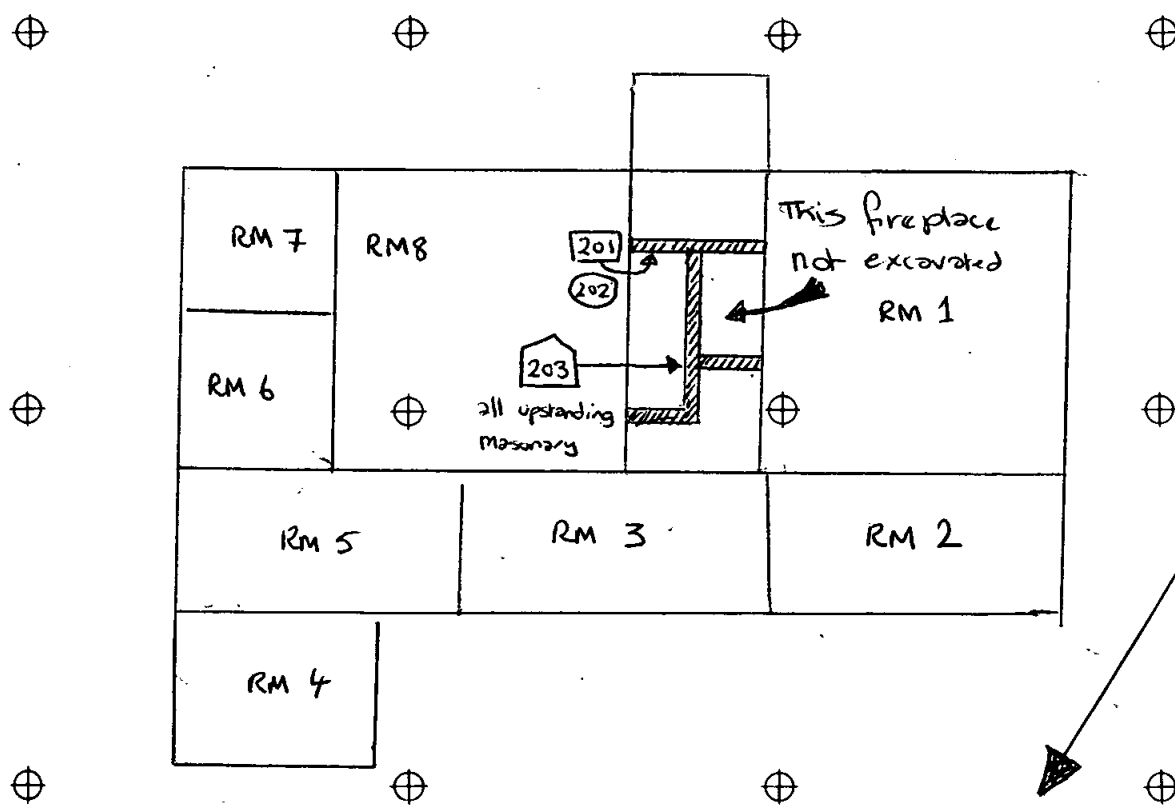 RM 7
RM8
201
202
This fireplace
not excavated
RM 1
203
all upstanding
masonary
RM 6
RM 5
RM 3
RM 2
RM 4